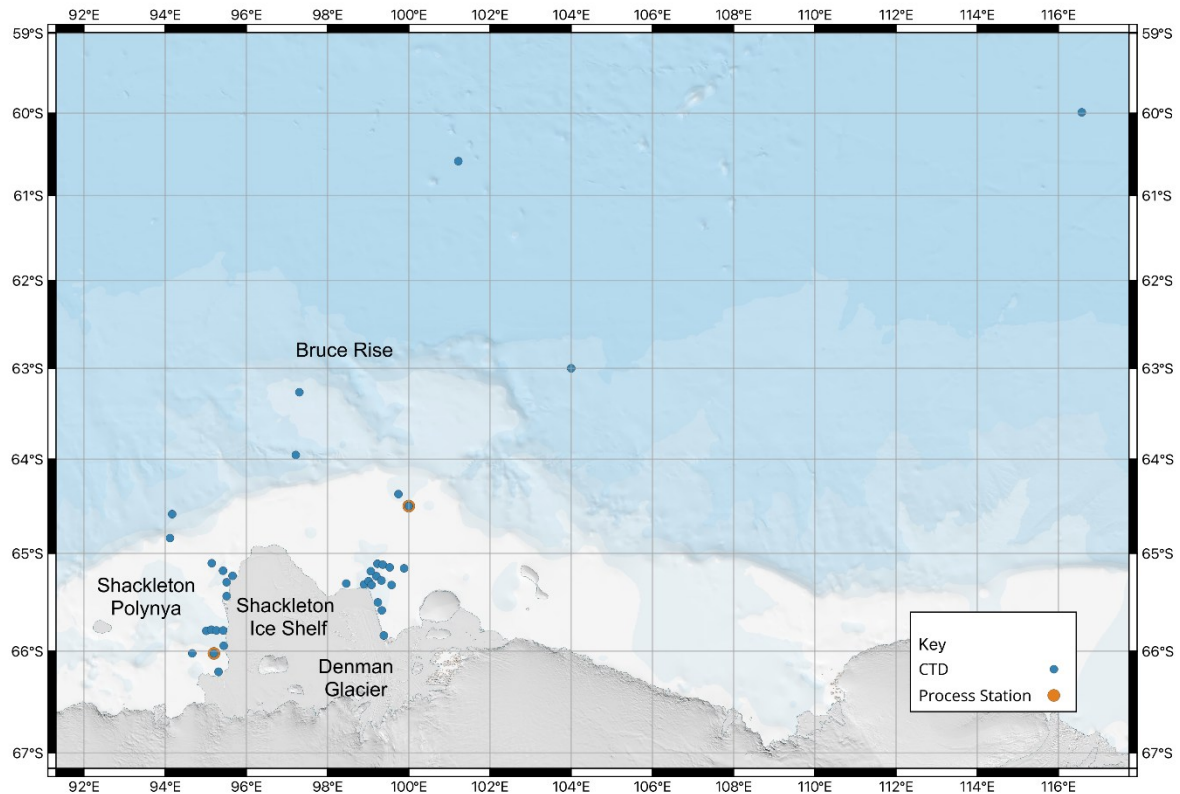 92°E 94°E 96°E 98°E 100°E 102°E 104°E 106°E 108°E 110°E 112°E 114°E 116°E
59°S 59°S
60°S 60°S
61°S 61°S
62°S 62°S
Bruce Rise
63°S 63°S
64°S 64°S
65°S 65°S
Shackleton
Polynya
Shackleton
Ice Shelf
Key
66°S 66°S
Denman
Glacier
CTD
Process Station
67°S 67°S
92°E 94°E 96°E 98°E 100°E 102°E 104°E 106°E 108°E 110°E 112°E 114°E 116°E